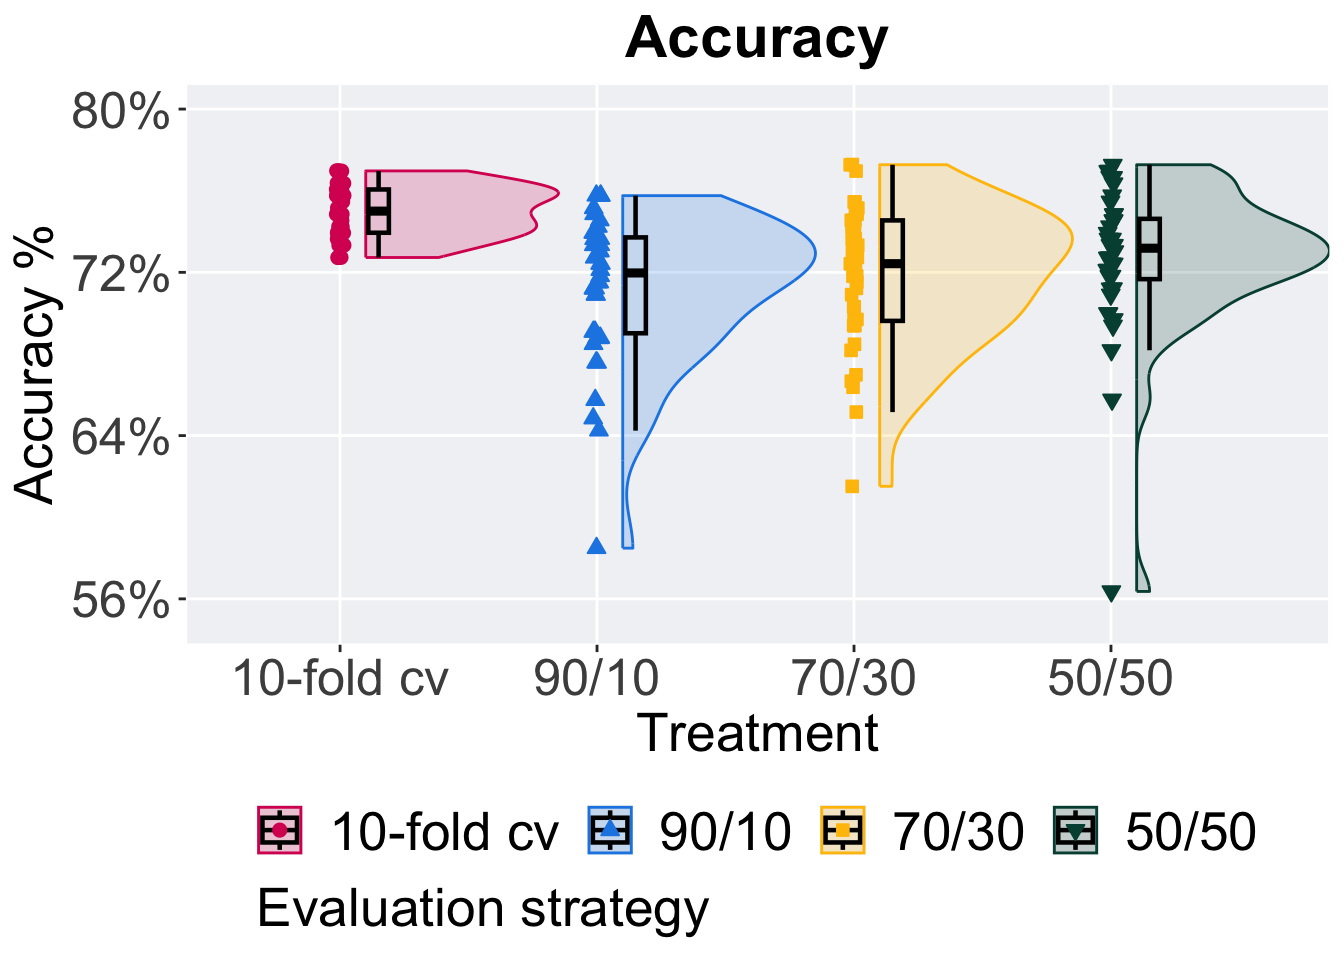 Accuracy
80%
72%
64%
56%
Accuracy %
10-fold cv 90/10 70/30 50/50
Treatment
10-fold cv 90/10 70/30 50/50
Evaluation strategy